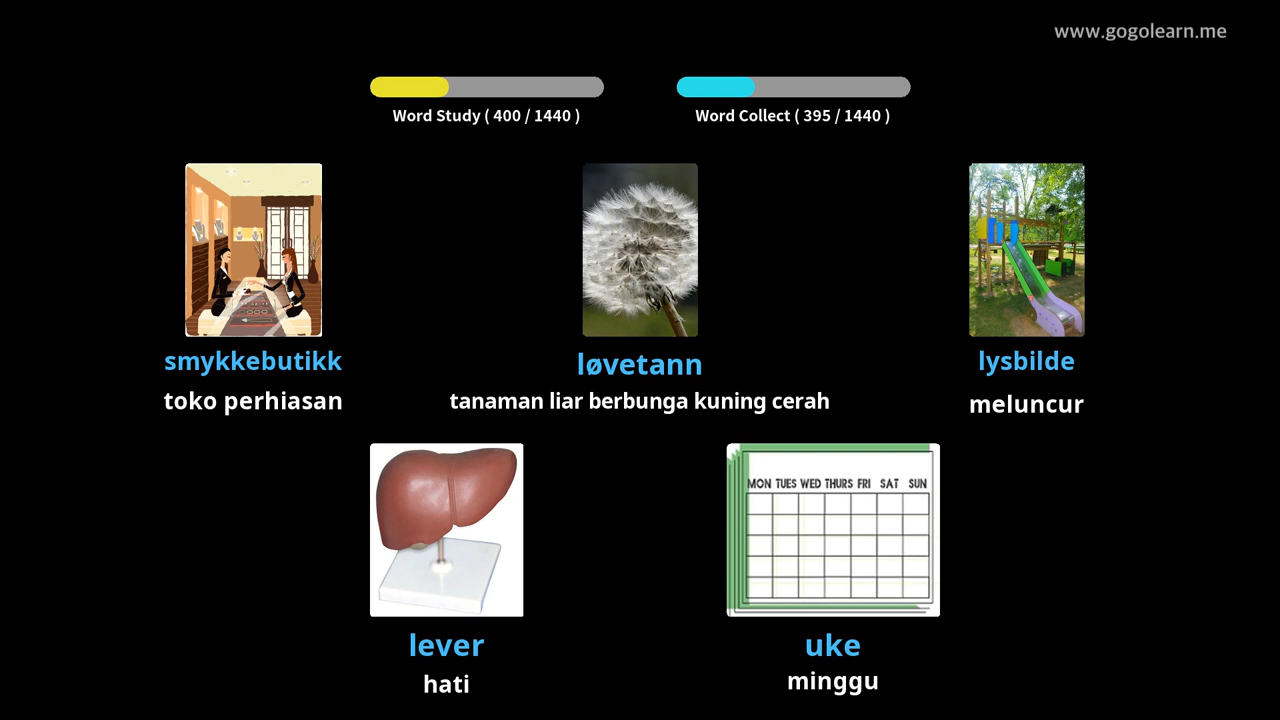 www.gogolearn.me
Word Study ( 400 / 1440 )
Word Collect ( 395 / 1440 )
smykkebutikk
toko perhiasan
løvetann
tanaman liar berbunga kuning cerah
lysbilde
meluncur
MON TUES WED THURS FRI SAT SUN
lever
hati
uke
minggu